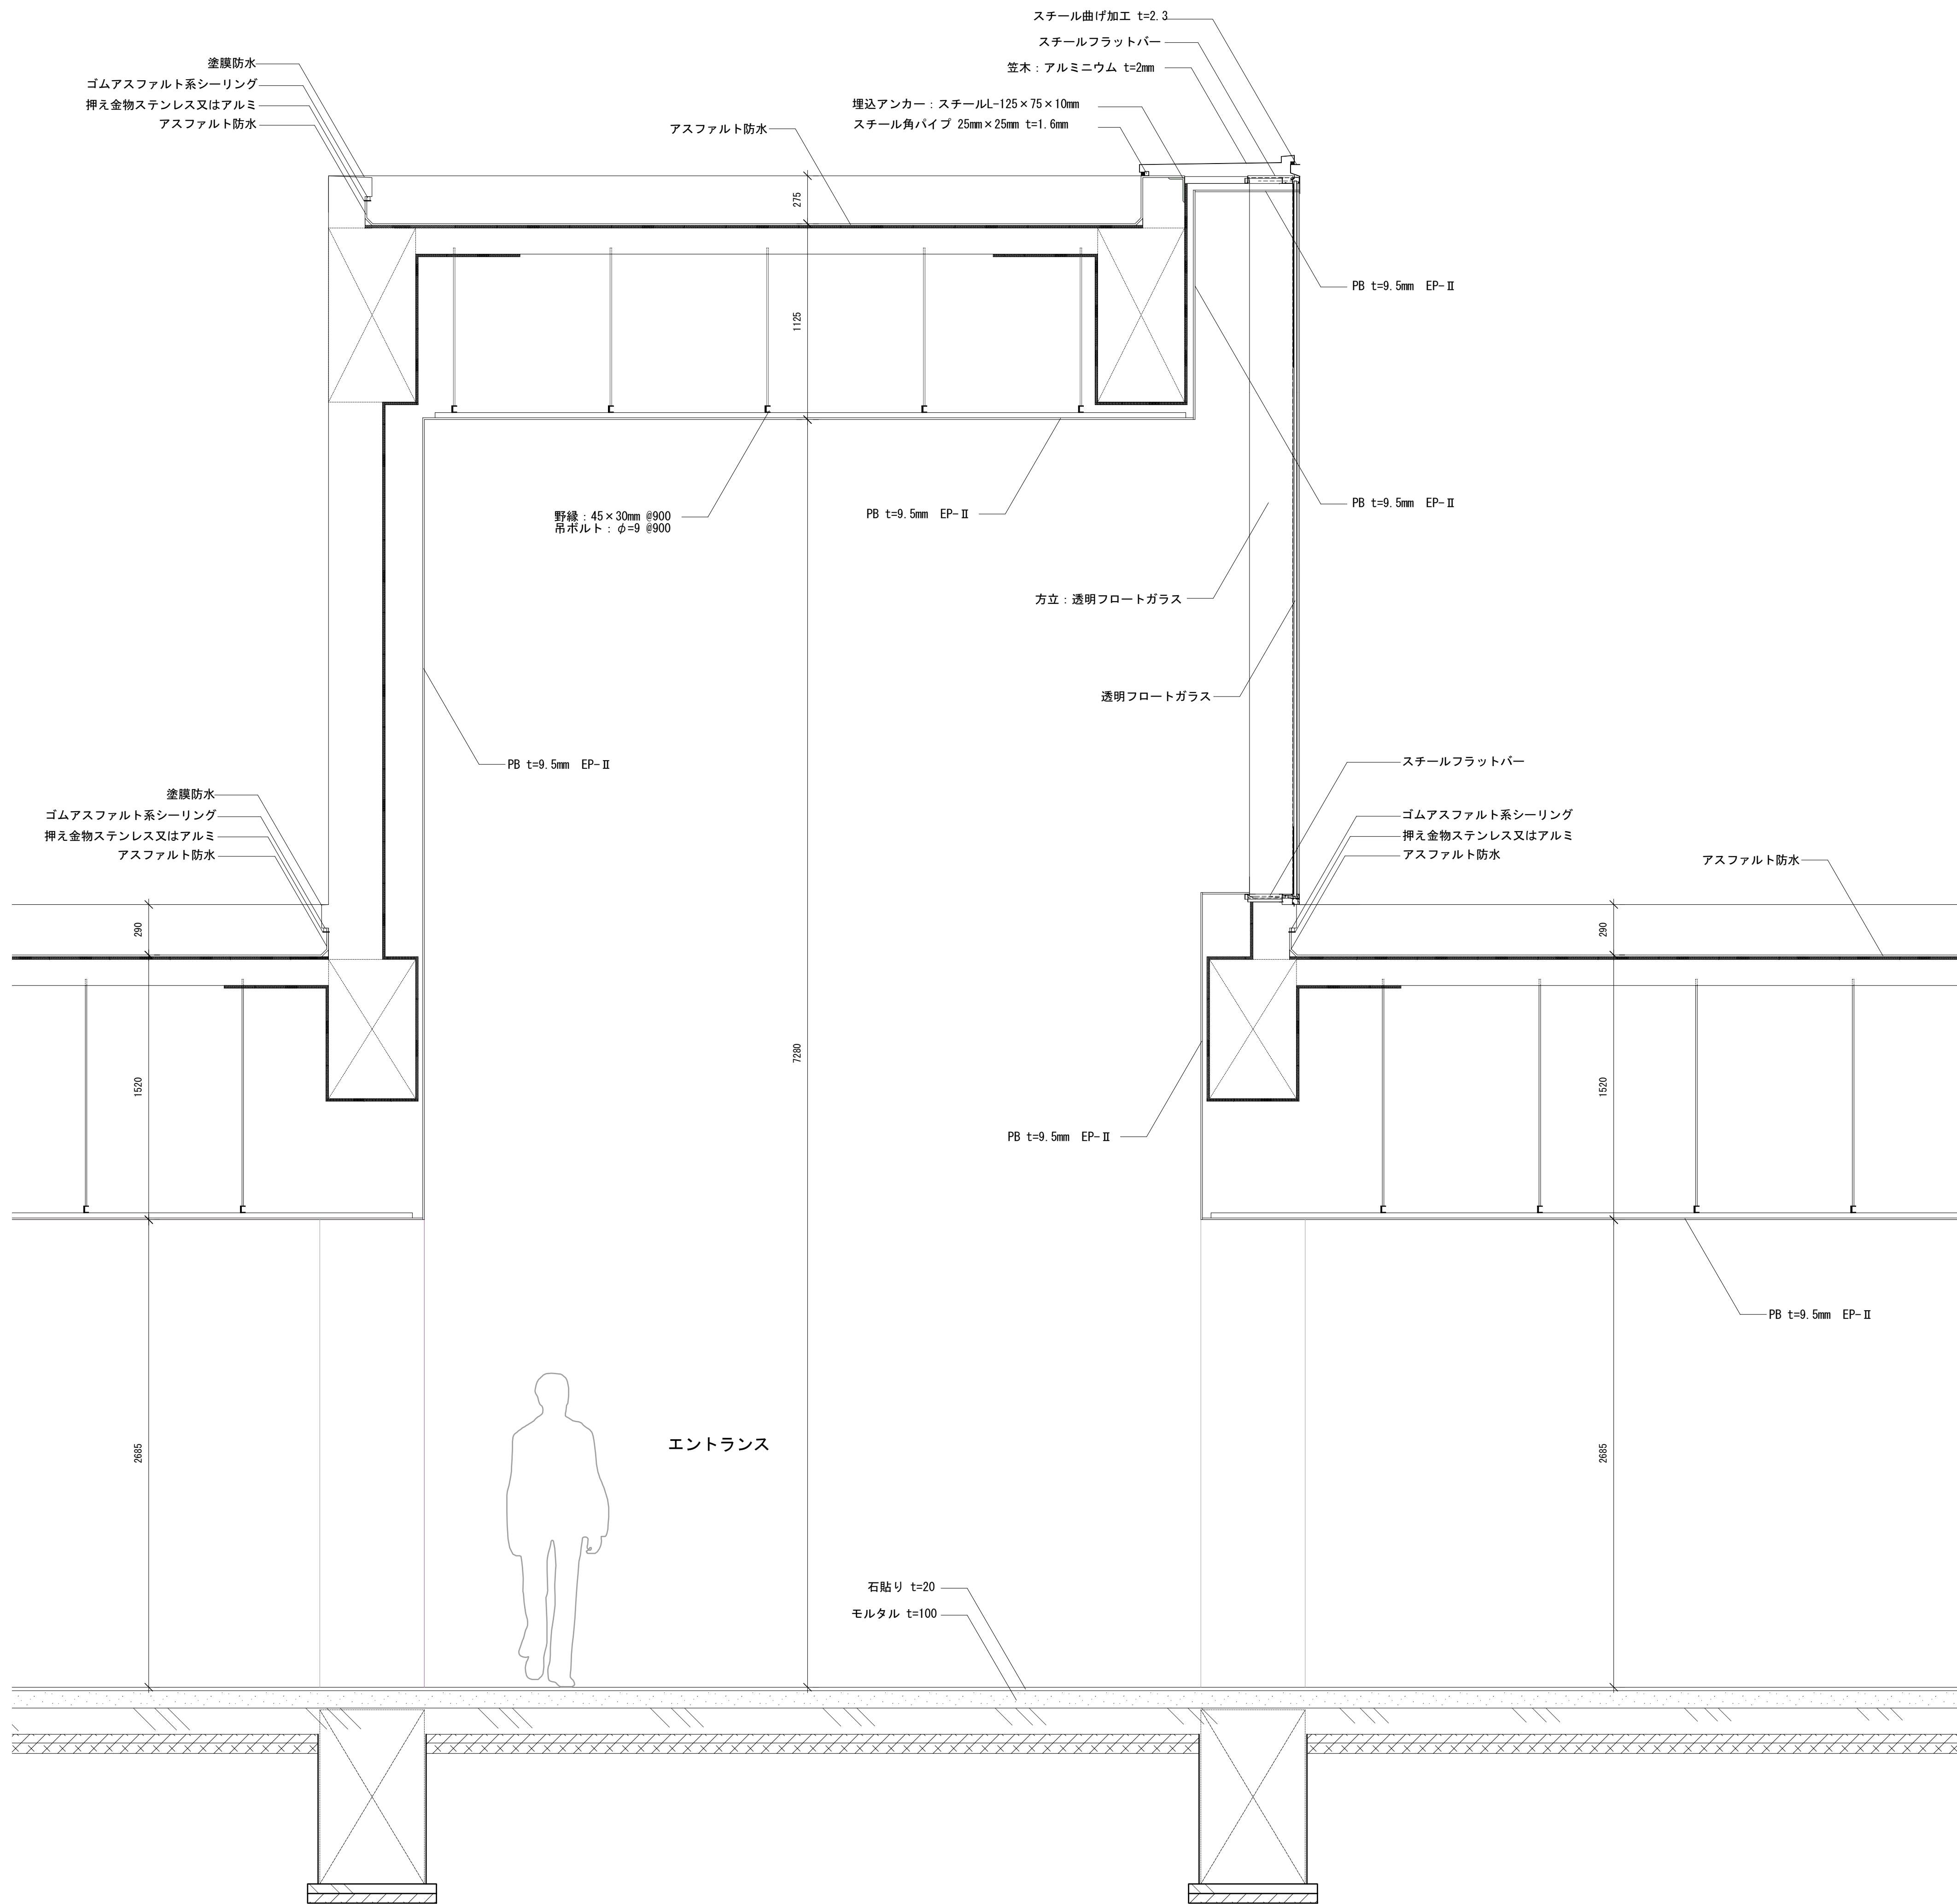 スチール曲げ加工 t=2.3
スチールフラットバー
笠木：アルミニウム t=2mm
埋込アンカー：スチールL-125×75×10mm
スチール角パイプ 25mm×25mm t=1.6mm
塗膜防水
ゴムアスファルト系シーリング
押え金物ステンレス又はアルミ
アスファルト防水
アスファルト防水
275
1125
PB t=9.5mm EP-Ⅱ
PB t=9.5mm EP-Ⅱ
野縁：45×30mm @900
吊ボルト：φ=9 @900
PB t=9.5mm EP-Ⅱ
方立：透明フロートガラス
透明フロートガラス
PB t=9.5mm EP-Ⅱ
スチールフラットバー
塗膜防水
ゴムアスファルト系シーリング
押え金物ステンレス又はアルミ
アスファルト防水
ゴムアスファルト系シーリング
押え金物ステンレス又はアルミ
アスファルト防水
アスファルト防水
290
290
1520
7280
1520
PB t=9.5mm EP-Ⅱ
PB t=9.5mm EP-Ⅱ
エントランス
2685
2685
石貼り t=20
モルタル t=100